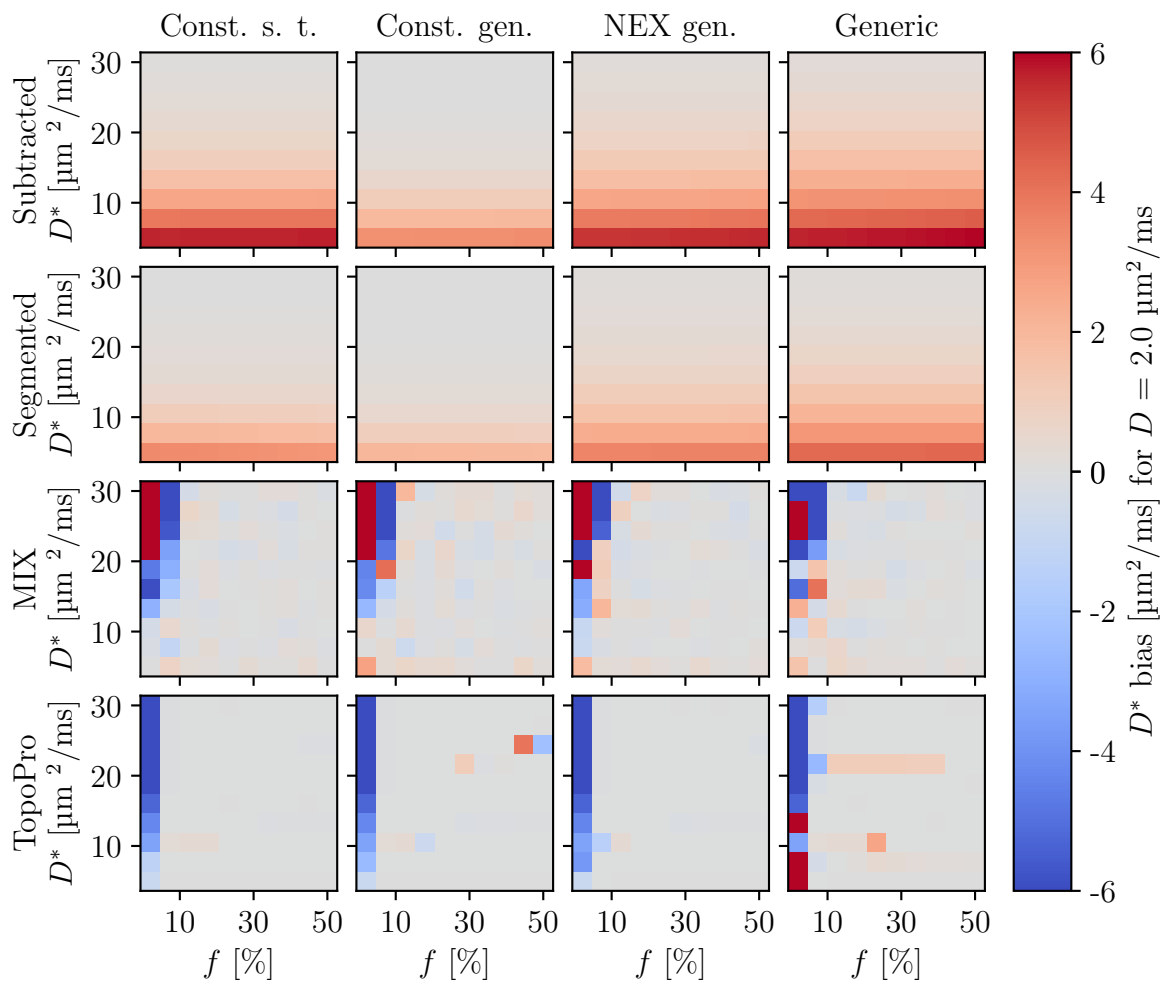 Const. s. t. Const. gen. NEX gen. Generic
Subtracted
D* [µm ²/ms]
30
20
10
Segmented
D* [µm ²/ms]
30
20
10
MIX
D* [µm ²/ms]
30
20
10
TopoPro
D* [µm ²/ms]
30
20
10
10 30 50 10 30 50 10 30 50 10 30 50
f [%] f [%] f [%] f [%]
6
4
2
0
-2
-4
-6
D* bias [µm²/ms] for D = 2.0 µm²/ms